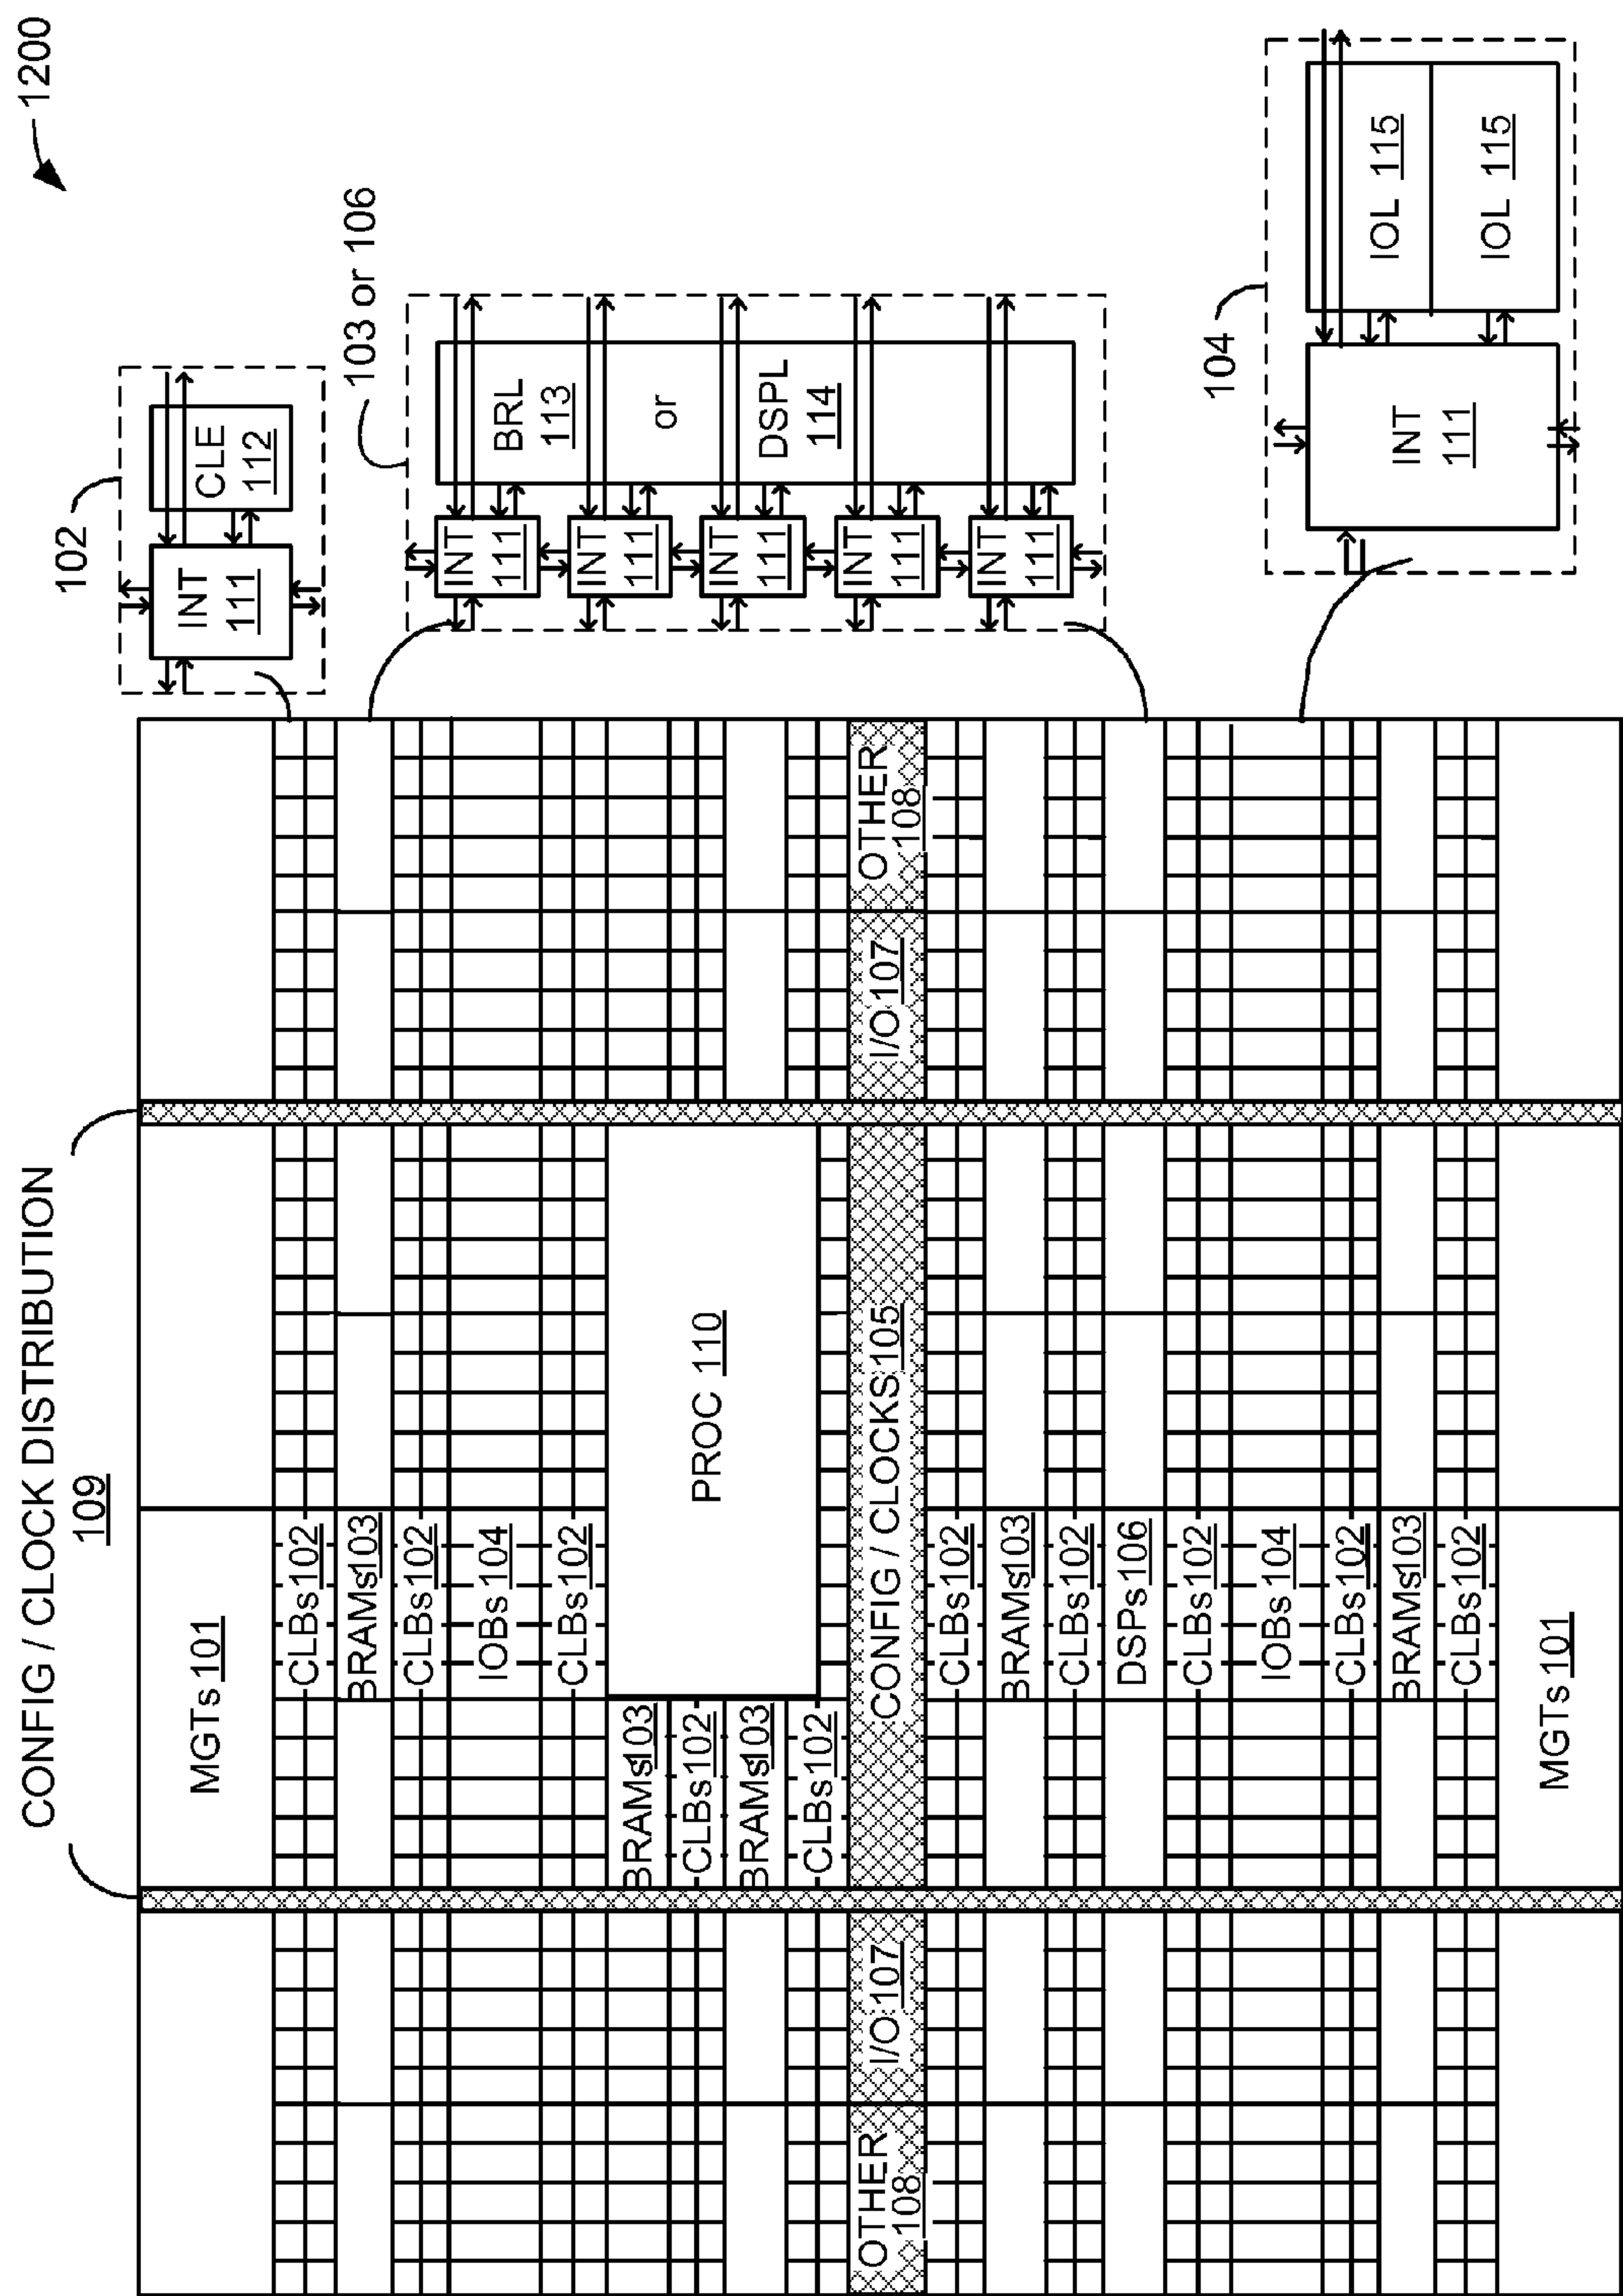 1200
CONFIG / CLOCK DISTRIBUTION
109
MGTs 101
CLBs 102
BRAMs 103
CLBs 102
IOBs 104
CLBs 102
BRAMs 103
CLBs 102
BRAMs 103
CLBs 102
PROC 110
OTHER
108
I/O 107
CONFIG / CLOCKS 105
I/O 107
OTHER
108
CLBs 102
BRAMs 103
CLBs 102
DSPs 106
CLBs 102
IOBs 104
CLBs 102
BRAMs 103
CLBs 102
MGTs 101
102
INT
111
CLE
112
103 or 106
INT
111
INT
111
INT
111
INT
111
INT
111
BRL
113
or
DSPL
114
104
INT
111
IOL 115
IOL 115